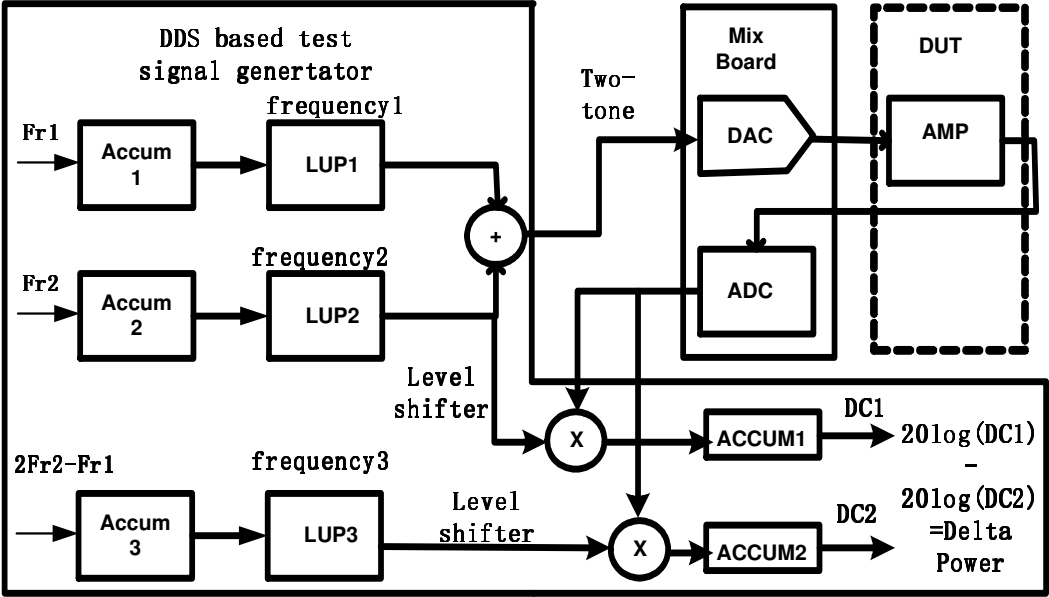 DDS based test
signal genertator
Mix
Board
DUT
Two-
tone
frequency1
Fr1
Accum
1
LUP1
DAC
AMP
+
frequency2
Fr2
Accum
2
LUP2
ADC
Level
shifter
X
ACCUM1
DC1
20log(DC1)
-
20log(DC2)
=Delta
Power
2Fr2-Fr1
frequency3
Accum
3
LUP3
Level
shifter
X
ACCUM2
DC2